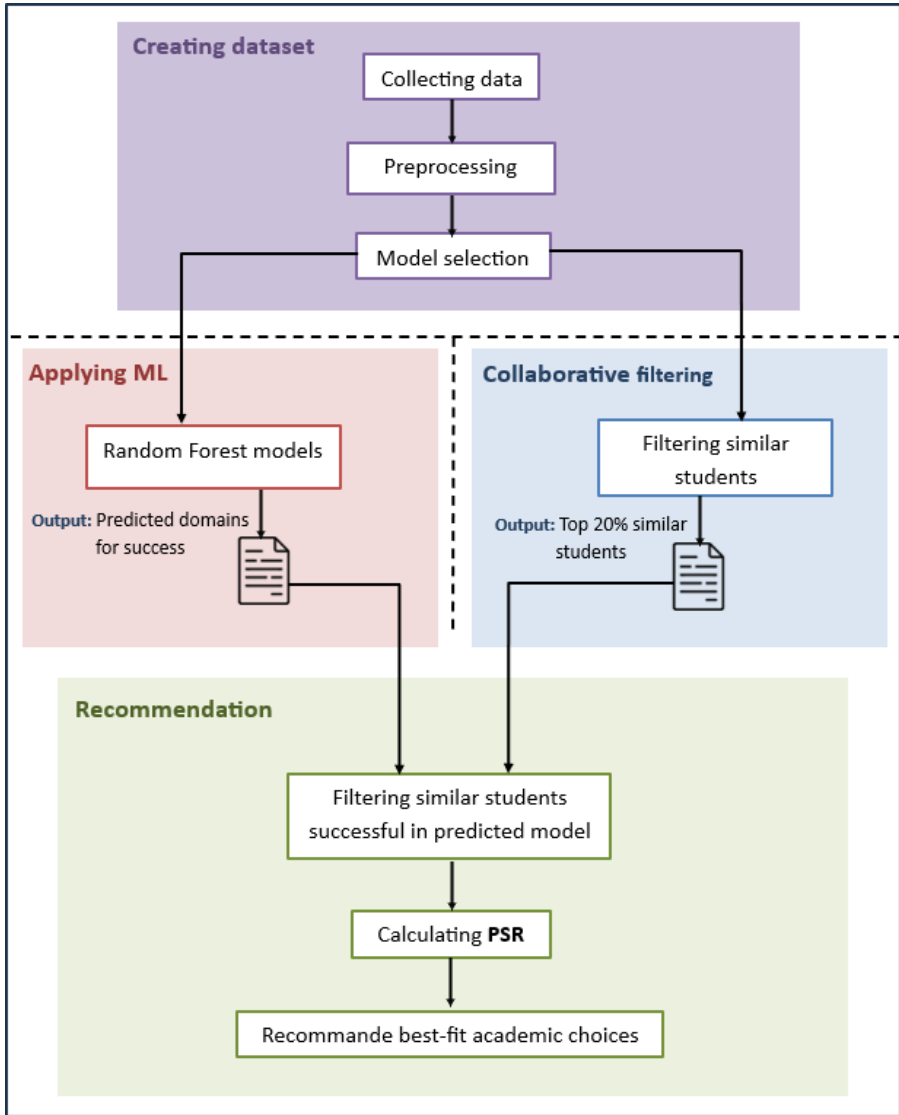 Creating dataset
Collecting data
Preprocessing
Model selection
Applying ML
Random Forest models
Output: Predicted domains
for success
Collaborative filtering
Filtering similar
students
Output: Top 20% similar
students
Recommendation
Filtering similar students
successful in predicted model
Calculating PSR
Recommande best-fit academic choices